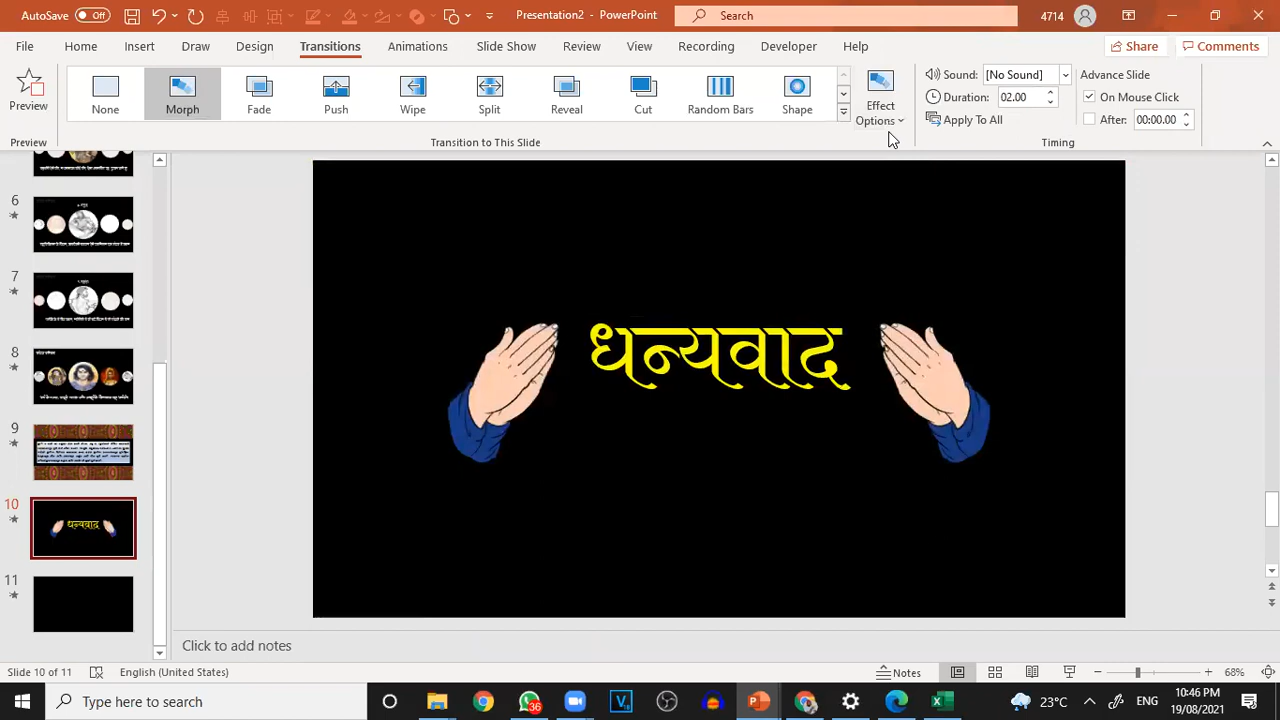 AutoSave Off Presentation2 - PowerPoint Search 4714
File Home Insert Draw Design Transitions Animations Slide Show Review View Recording Developer Help Share Comments
Preview None Morph Fade Push Wipe Split Reveal Cut Random Bars Shape Effect Options
Sound: [No Sound] Advance Slide
Duration: 02.00 On Mouse Click
Apply To All After: 00:00.00
Preview Transition to This Slide Timing
6
7
8
9
10
11
धन्यवाद
धन्यवाद
Click to add notes
Slide 10 of 11 English (United States) Notes 68%
Type here to search 36 23°C ENG 10:46 PM
19/08/2021